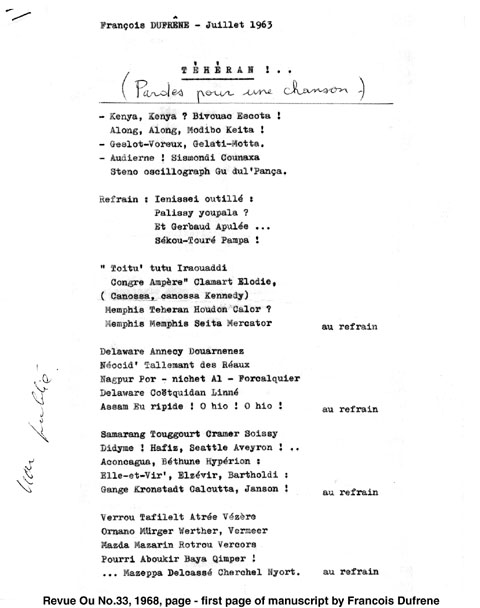 François DUFRÊNE - Juillet 1963
TÉHÉRAN !..
(Paroles pour une chanson-)
- Kenya, Kenya ? Bivouac Escota !
Along, Along, Modibo Keita !
- Geslot-Voreux, Gelati-Motta.
- Audierne ! Sismondi Counaxa
Steno oscillograph Gu dul'Pança.
Refrain : Ienissei outillé :
Palissy youpala ?
Et Gerbaud Apulée ...
Sékou-Touré Pampa !
" Toitu' tutu Iraouaddi
Congre Ampère" Clamart Elodie,
( Canossa, canossa Kennedy)
Memphis Teheran Houdon Calor ?
Memphis Memphis Seita Mercator
au refrain
Delaware Annecy Douarnenez
Néocid' Tallemant des Réaux
Nagpur Por - nichet Al - Forcalquier
Delaware Coëtquidan Linné
Assam Eu ripide ! O hio ! O hio !
au refrain
Samarang Touggourt Cramer Soissy
Didyme ! Hafiz, Seattle Aveyron ! ..
Aconcagua, Béthune Hypérion :
Elle-et-Vir', Elzévir, Bartholdi :
Gange Kronstadt Calcutta, Janson !
au refrain
Verrou Tafilelt Atrée Vézère
Ornano Mürger Werther, Vermeer
Mazda Mazarin Rotrou Vercors
Pourri Aboukir Baya Qimper !
... Mazeppa Delcassé Cherchel Nyort.
au refrain
publié.
Revue Ou No.33, 1968, page - first page of manuscript by Francois Dufrene